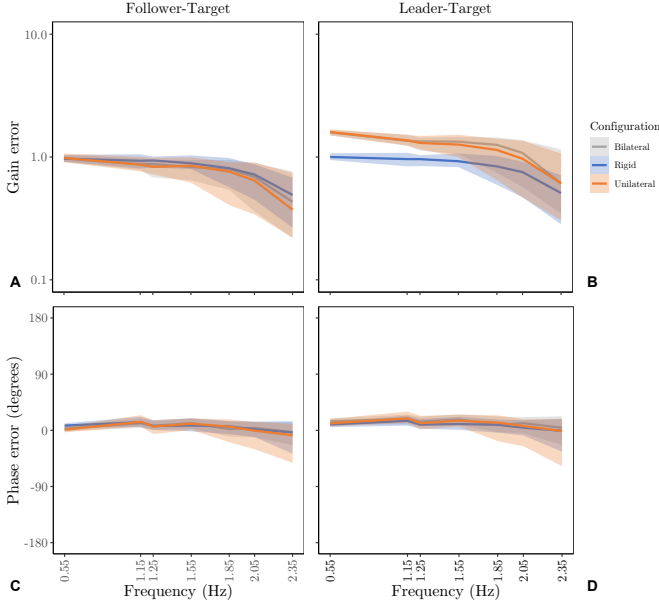 Follower-Target
Leader-Target
Gain error
10.0
1.0
0.1
A
B
Configuration
Bilateral
Rigid
Unilateral
Phase error (degrees)
180
90
0
-90
-180
0.55
1.15
1.25
1.55
1.85
2.05
2.35
0.55
1.15
1.25
1.55
1.85
2.05
2.35
C
Frequency (Hz)
Frequency (Hz)
D